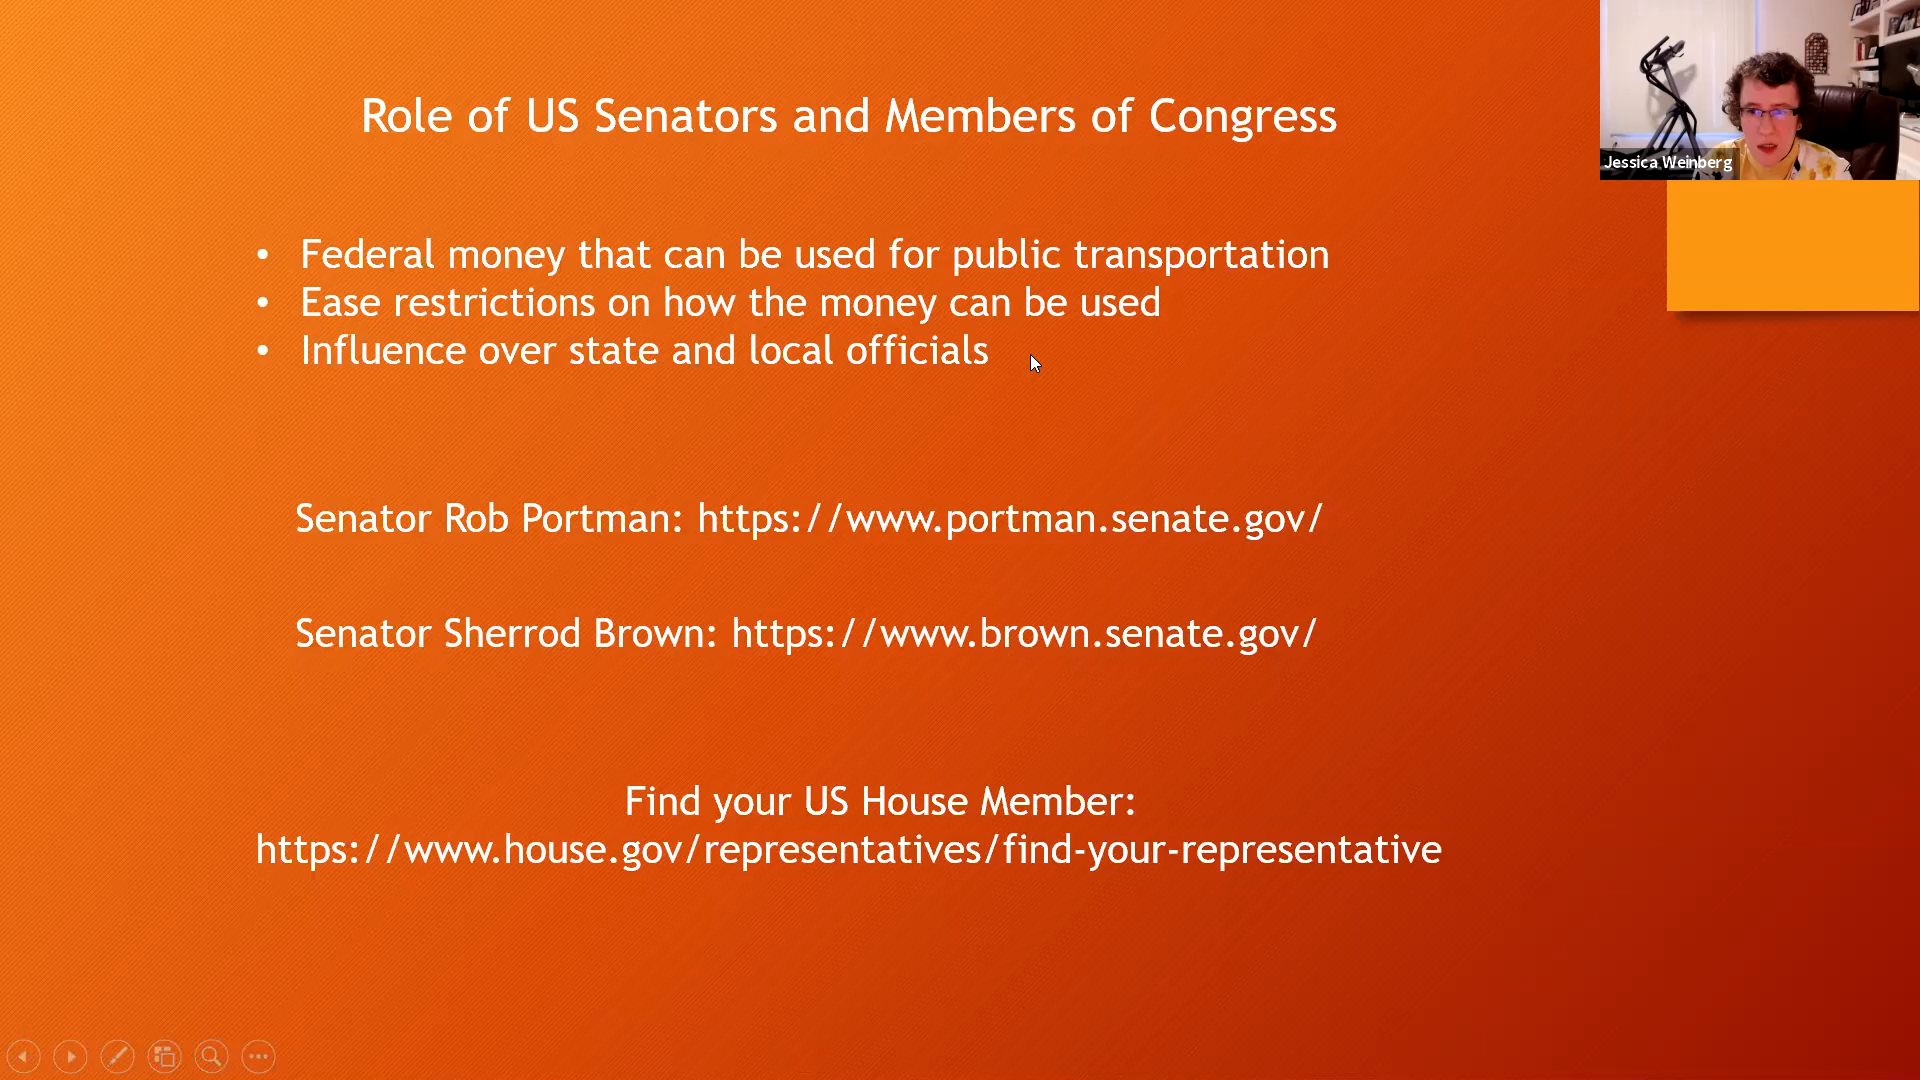 Role of US Senators and Members of Congress
Jessica Weinberg
• Federal money that can be used for public transportation
• Ease restrictions on how the money can be used
• Influence over state and local officials
Senator Rob Portman: https://www.portman.senate.gov/
Senator Sherrod Brown: https://www.brown.senate.gov/
Find your US House Member:
https://www.house.gov/representatives/find-your-representative